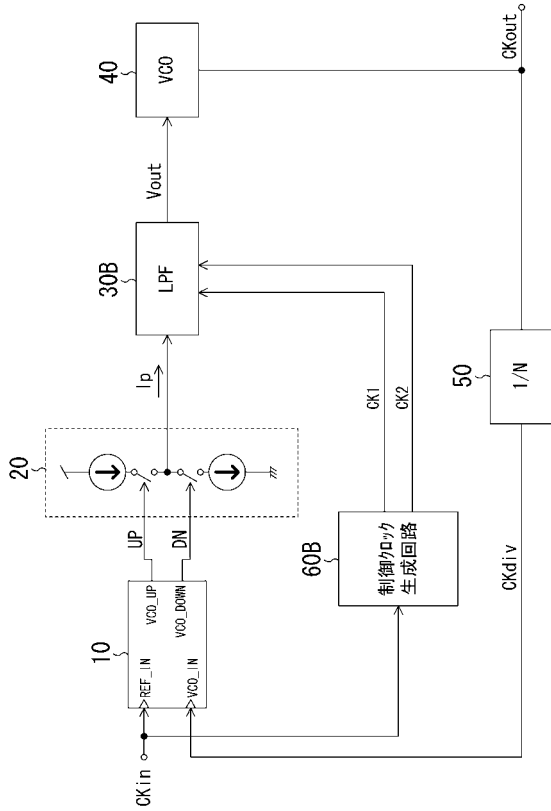 CKin
10
REF_IN
VCO_IN
VCO_UP
VCO_DOWN
UP
DN
20
Ip
30B
LPF
Vout
40
VCO
CKout
60B
制御クロック
生成回路
CK1
CK2
50
1/N
CKdiv